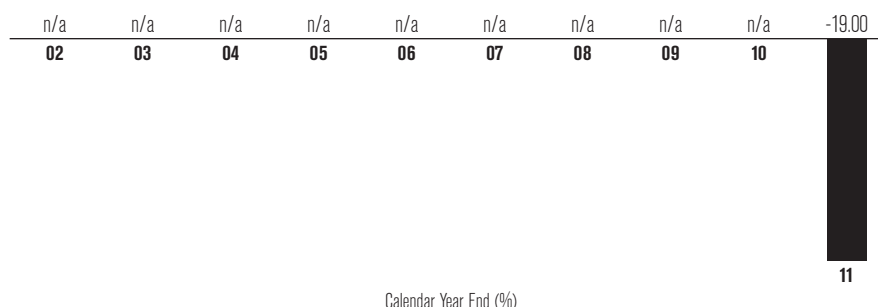 n/a n/a n/a n/a n/a n/a n/a n/a n/a -19.00
02 03 04 05 06 07 08 09 10
11
Calendar Year End (%)